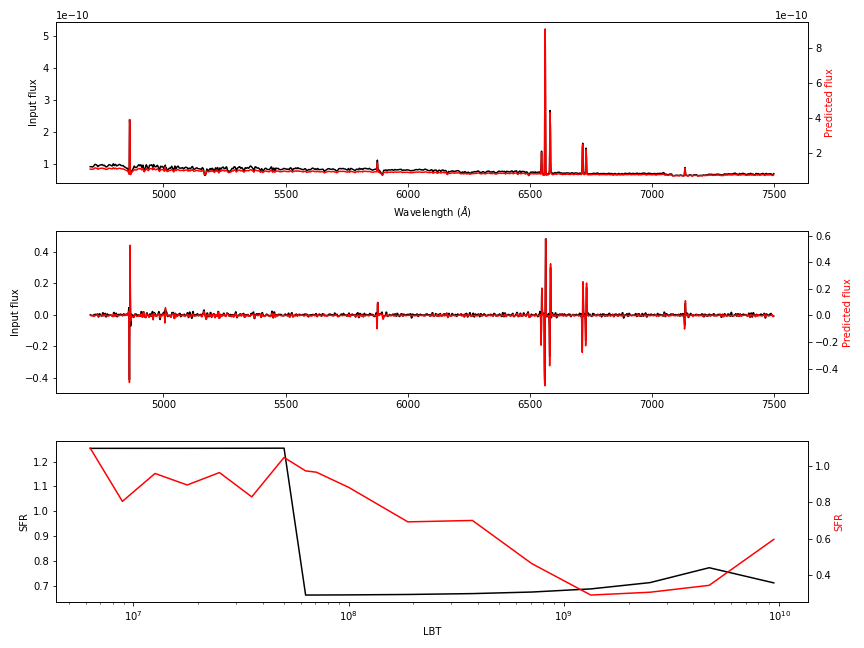 1e−10 1e−10
5
4
3
2
1
8
6
4
2
Input flux
Predicted flux
5000 5500 6000 6500 7000 7500
Wavelength (Å)
0.4
0.2
0.0
−0.2
−0.4
0.6
0.4
0.2
0.0
−0.2
−0.4
Input flux
Predicted flux
5000 5500 6000 6500 7000 7500
1.2
1.1
1.0
0.9
0.8
0.7
1.0
0.8
0.6
0.4
SFR
SFR
10⁷ 10⁸ 10⁹ 10¹⁰
LBT